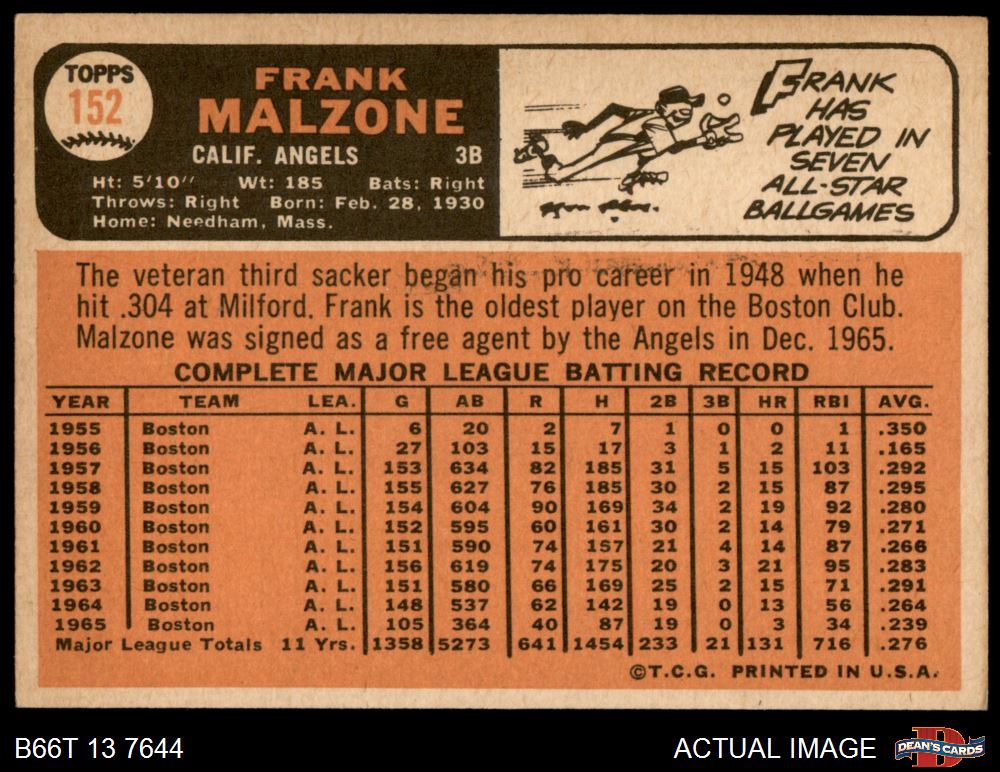 TOPPS
152
FRANK
MALZONE
CALIF. ANGELS 3B
Ht: 5'10" Wt: 185 Bats: Right
Throws: Right Born: Feb. 28, 1930
Home: Needham, Mass.
FRANK
HAS
PLAYED IN
SEVEN
ALL-STAR
BALLGAMES
The veteran third sacker began his pro career in 1948 when he
hit .304 at Milford. Frank is the oldest player on the Boston Club.
Malzone was signed as a free agent by the Angels in Dec. 1965.
COMPLETE MAJOR LEAGUE BATTING RECORD
YEAR TEAM LEA. G AB R H 2B 3B HR RBI AVG.
1955 Boston A. L. 6 20 2 7 1 0 0 1 .350
1956 Boston A. L. 27 103 15 17 3 1 2 11 .165
1957 Boston A. L. 153 634 82 185 31 5 15 103 .292
1958 Boston A. L. 155 627 76 185 30 2 15 87 .295
1959 Boston A. L. 154 604 90 169 34 2 19 92 .280
1960 Boston A. L. 152 595 60 161 30 2 14 79 .271
1961 Boston A. L. 151 590 74 157 21 4 14 87 .266
1962 Boston A. L. 156 619 74 175 20 3 21 95 .283
1963 Boston A. L. 151 580 66 169 25 2 15 71 .291
1964 Boston A. L. 148 537 62 142 19 0 13 56 .264
1965 Boston A. L. 105 364 40 87 19 0 3 34 .239
Major League Totals 11 Yrs. 1358 5273 641 1454 233 21 131 716 .276
©T.C.G. PRINTED IN U.S.A.
B66T 13 7644
ACTUAL IMAGE
DEAN'S CARDS